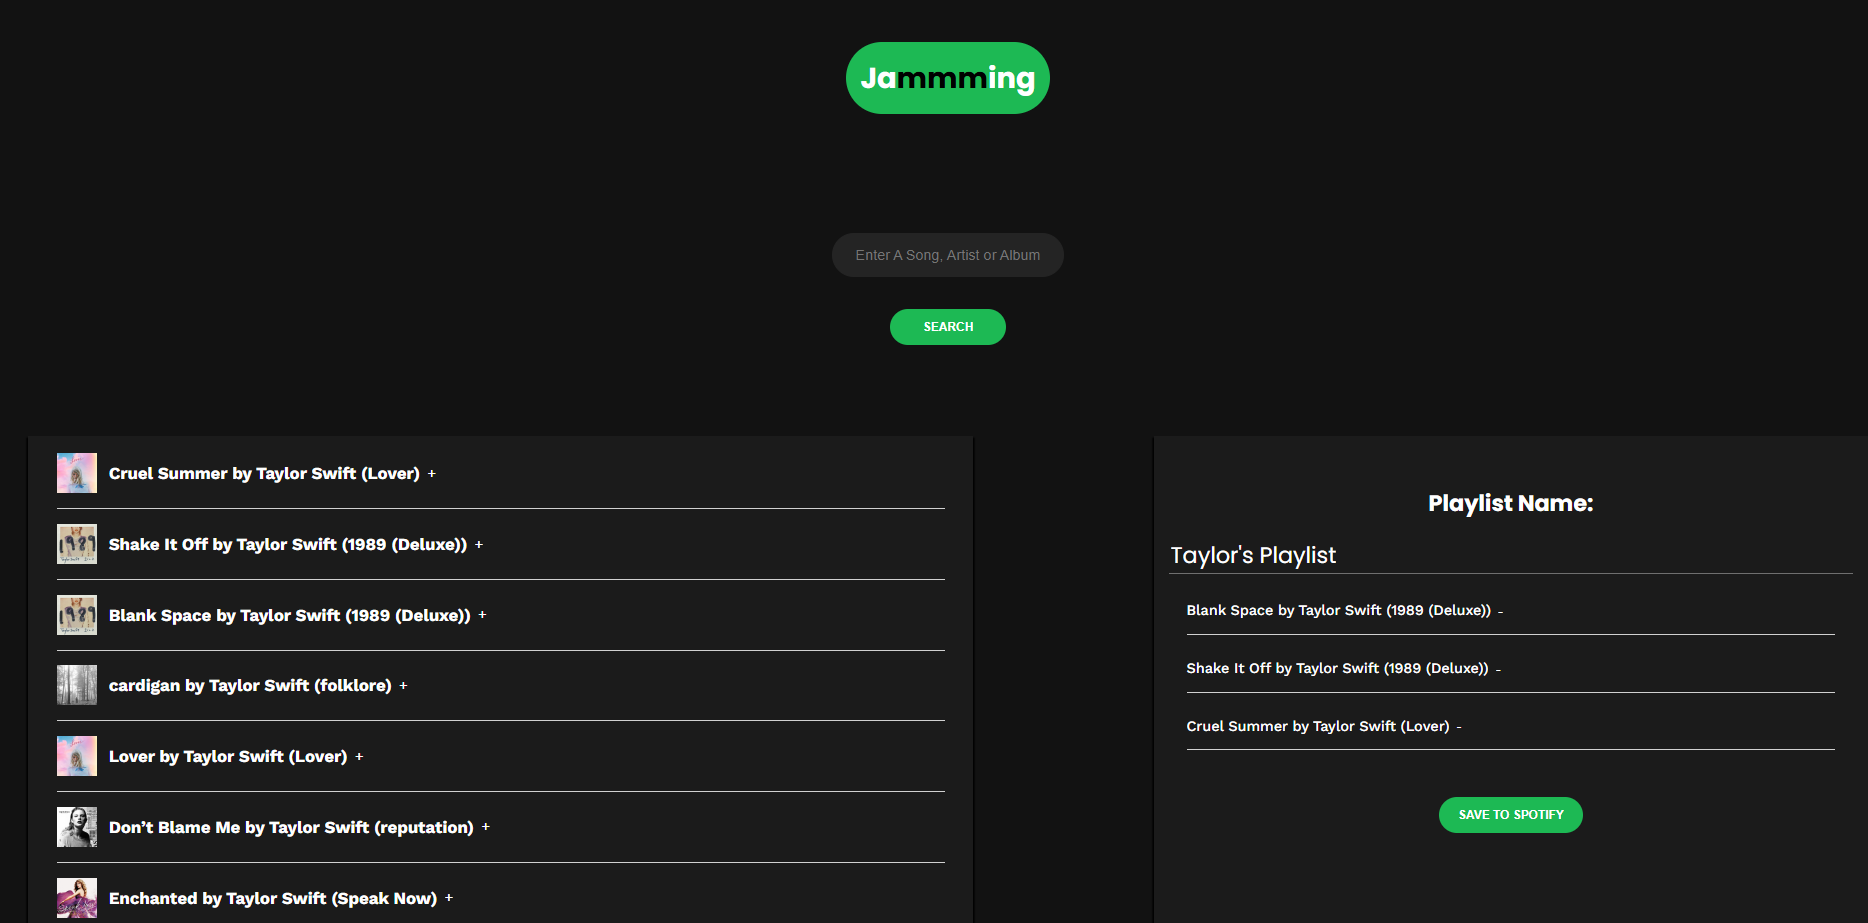 Jammming
Enter A Song, Artist or Album
SEARCH
Cruel Summer by Taylor Swift (Lover) +
Shake It Off by Taylor Swift (1989 (Deluxe)) +
Blank Space by Taylor Swift (1989 (Deluxe)) +
cardigan by Taylor Swift (folklore) +
Lover by Taylor Swift (Lover) +
Don’t Blame Me by Taylor Swift (reputation) +
Enchanted by Taylor Swift (Speak Now) +
Playlist Name:
Taylor's Playlist
Blank Space by Taylor Swift (1989 (Deluxe)) -
Shake It Off by Taylor Swift (1989 (Deluxe)) -
Cruel Summer by Taylor Swift (Lover) -
SAVE TO SPOTIFY